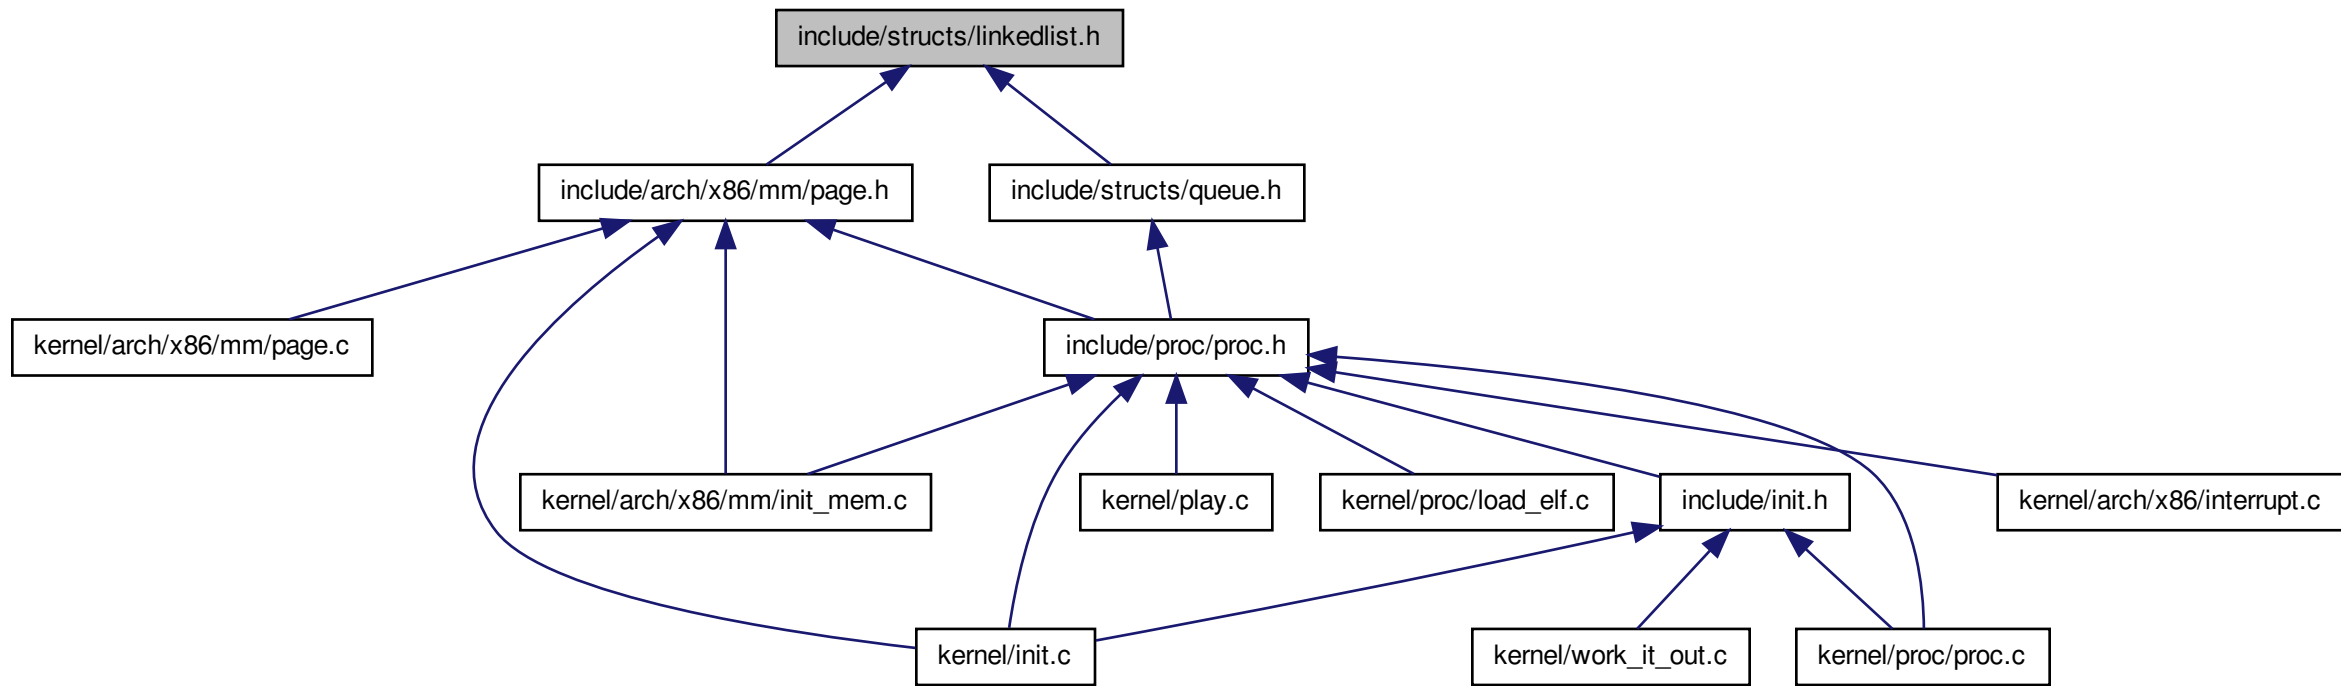 include/structs/linkedlist.h
include/arch/x86/mm/page.h
include/structs/queue.h
kernel/arch/x86/mm/page.c
include/proc/proc.h
kernel/arch/x86/mm/init_mem.c
kernel/play.c
kernel/proc/load_elf.c
include/init.h
kernel/arch/x86/interrupt.c
kernel/init.c
kernel/work_it_out.c
kernel/proc/proc.c